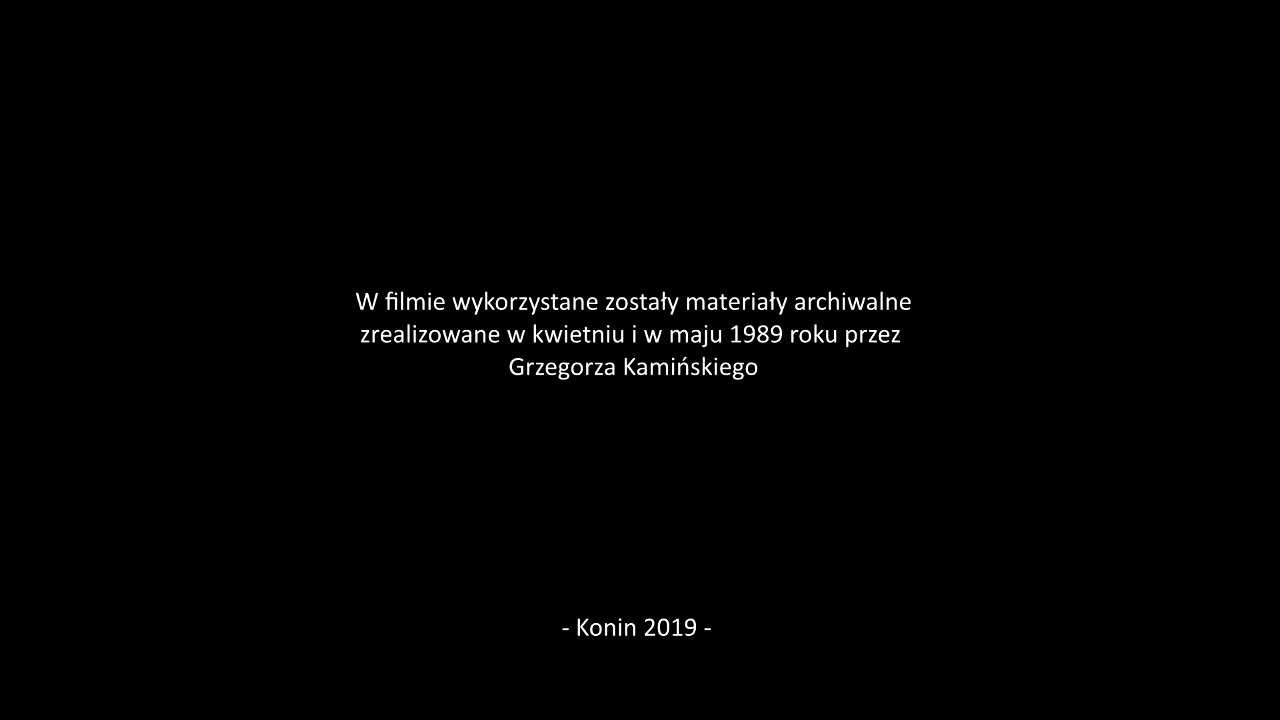 W filmie wykorzystane zostały materiały archiwalne
zrealizowane w kwietniu i w maju 1989 roku przez
Grzegorza Kamińskiego
- Konin 2019 -